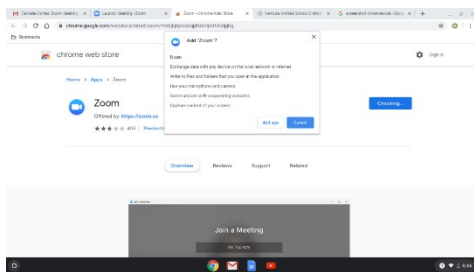 Launch Meeting - Zoom
Zoom - Chrome Web Store
Bookmarks
chrome web store
Sign in
Home > Apps > Zoom
Zoom
Offered by: https://zoom.us
Checking...
Add "Zoom"?
It can:
Exchange data with any device on the local network or internet
Write to files and folders that you open in the application
Use your microphone and camera
Communicate with cooperating websites
Capture content of your screen
Add app
Cancel
Overview
Reviews
Support
Related
Join a Meeting